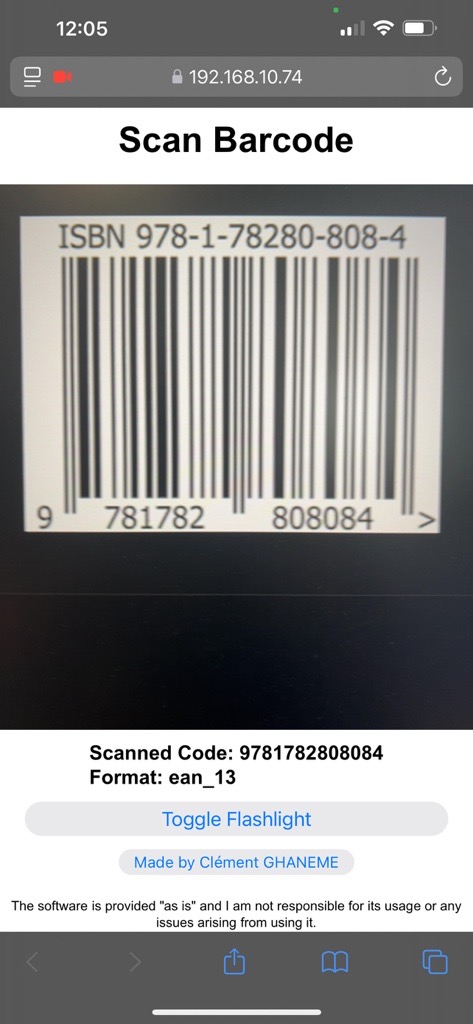 12:05
192.168.10.74
Scan Barcode
ISBN 978-1-78280-808-4
9 781782 808084 >
Scanned Code: 9781782808084
Format: ean_13
Toggle Flashlight
Made by Clément GHANEME
The software is provided "as is" and I am not responsible for its usage or any
issues arising from using it.